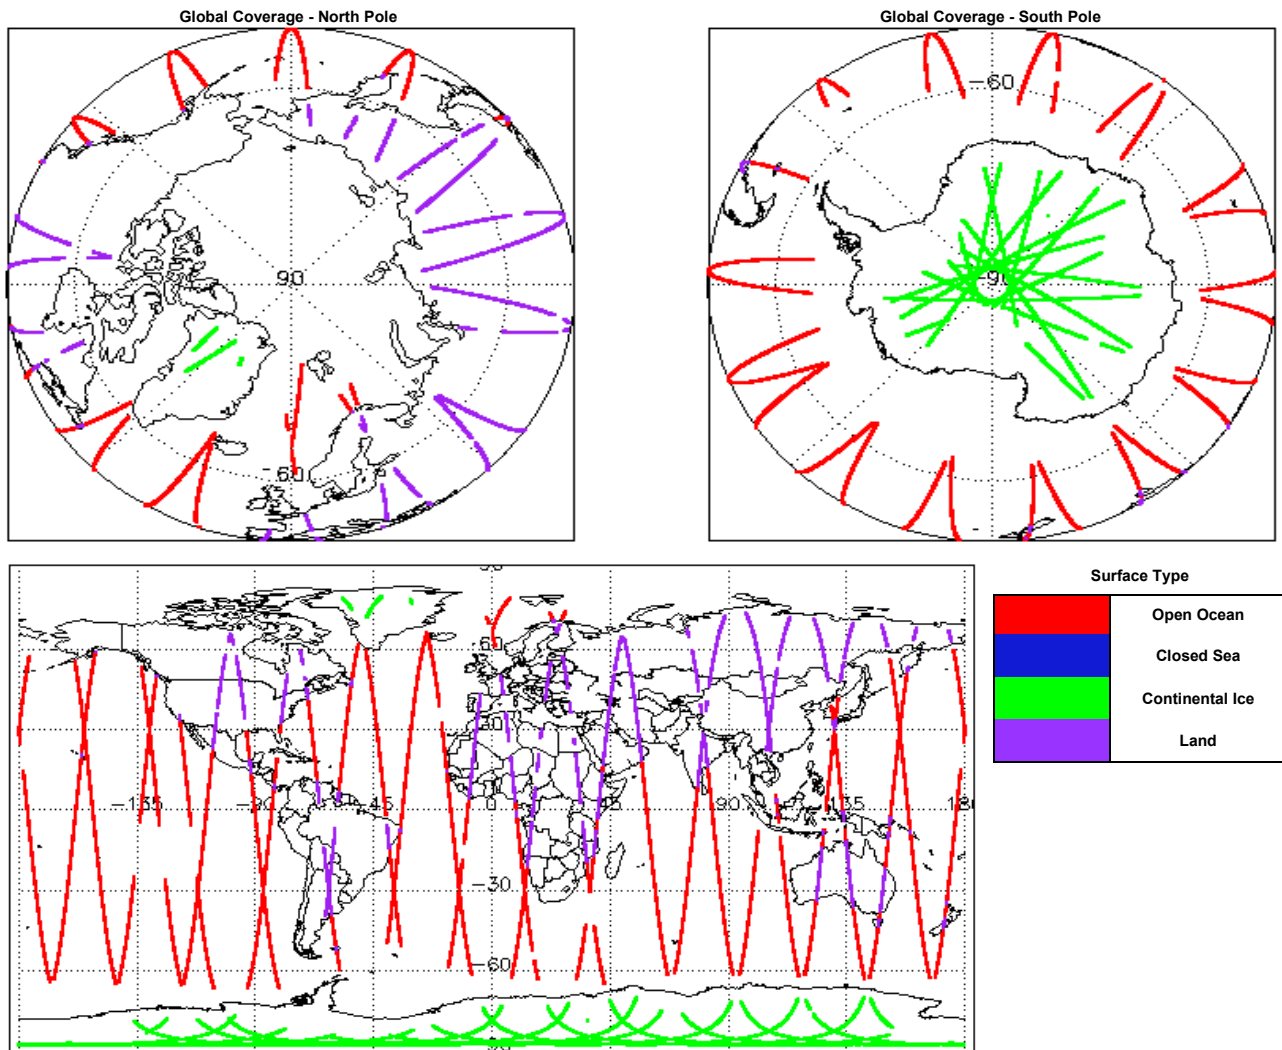 Global Coverage - North Pole
Global Coverage - South Pole
90
60
−60
−90
Surface Type
Open Ocean
Closed Sea
Continental Ice
Land
90
60
30
−135
−90
−45
0
45
90
135
180
−30
−60